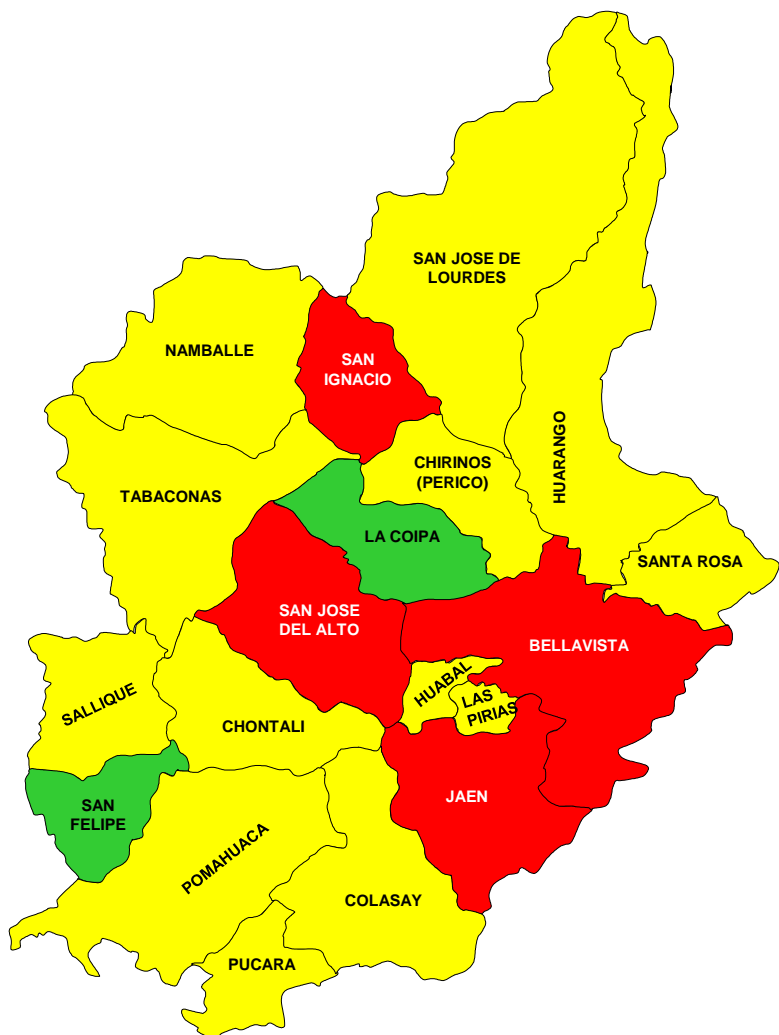 SAN JOSE DE
LOURDES
NAMBALLE
SAN
IGNACIO
HUARANGO
CHIRINOS
(PERICO)
TABACONAS
LA COIPA
SANTA ROSA
SAN JOSE
DEL ALTO
BELLAVISTA
HUABAL
LAS
PIRIAS
SALLIQUE
CHONTALI
JAEN
SAN
FELIPE
POMAHUACA
COLASAY
PUCARA